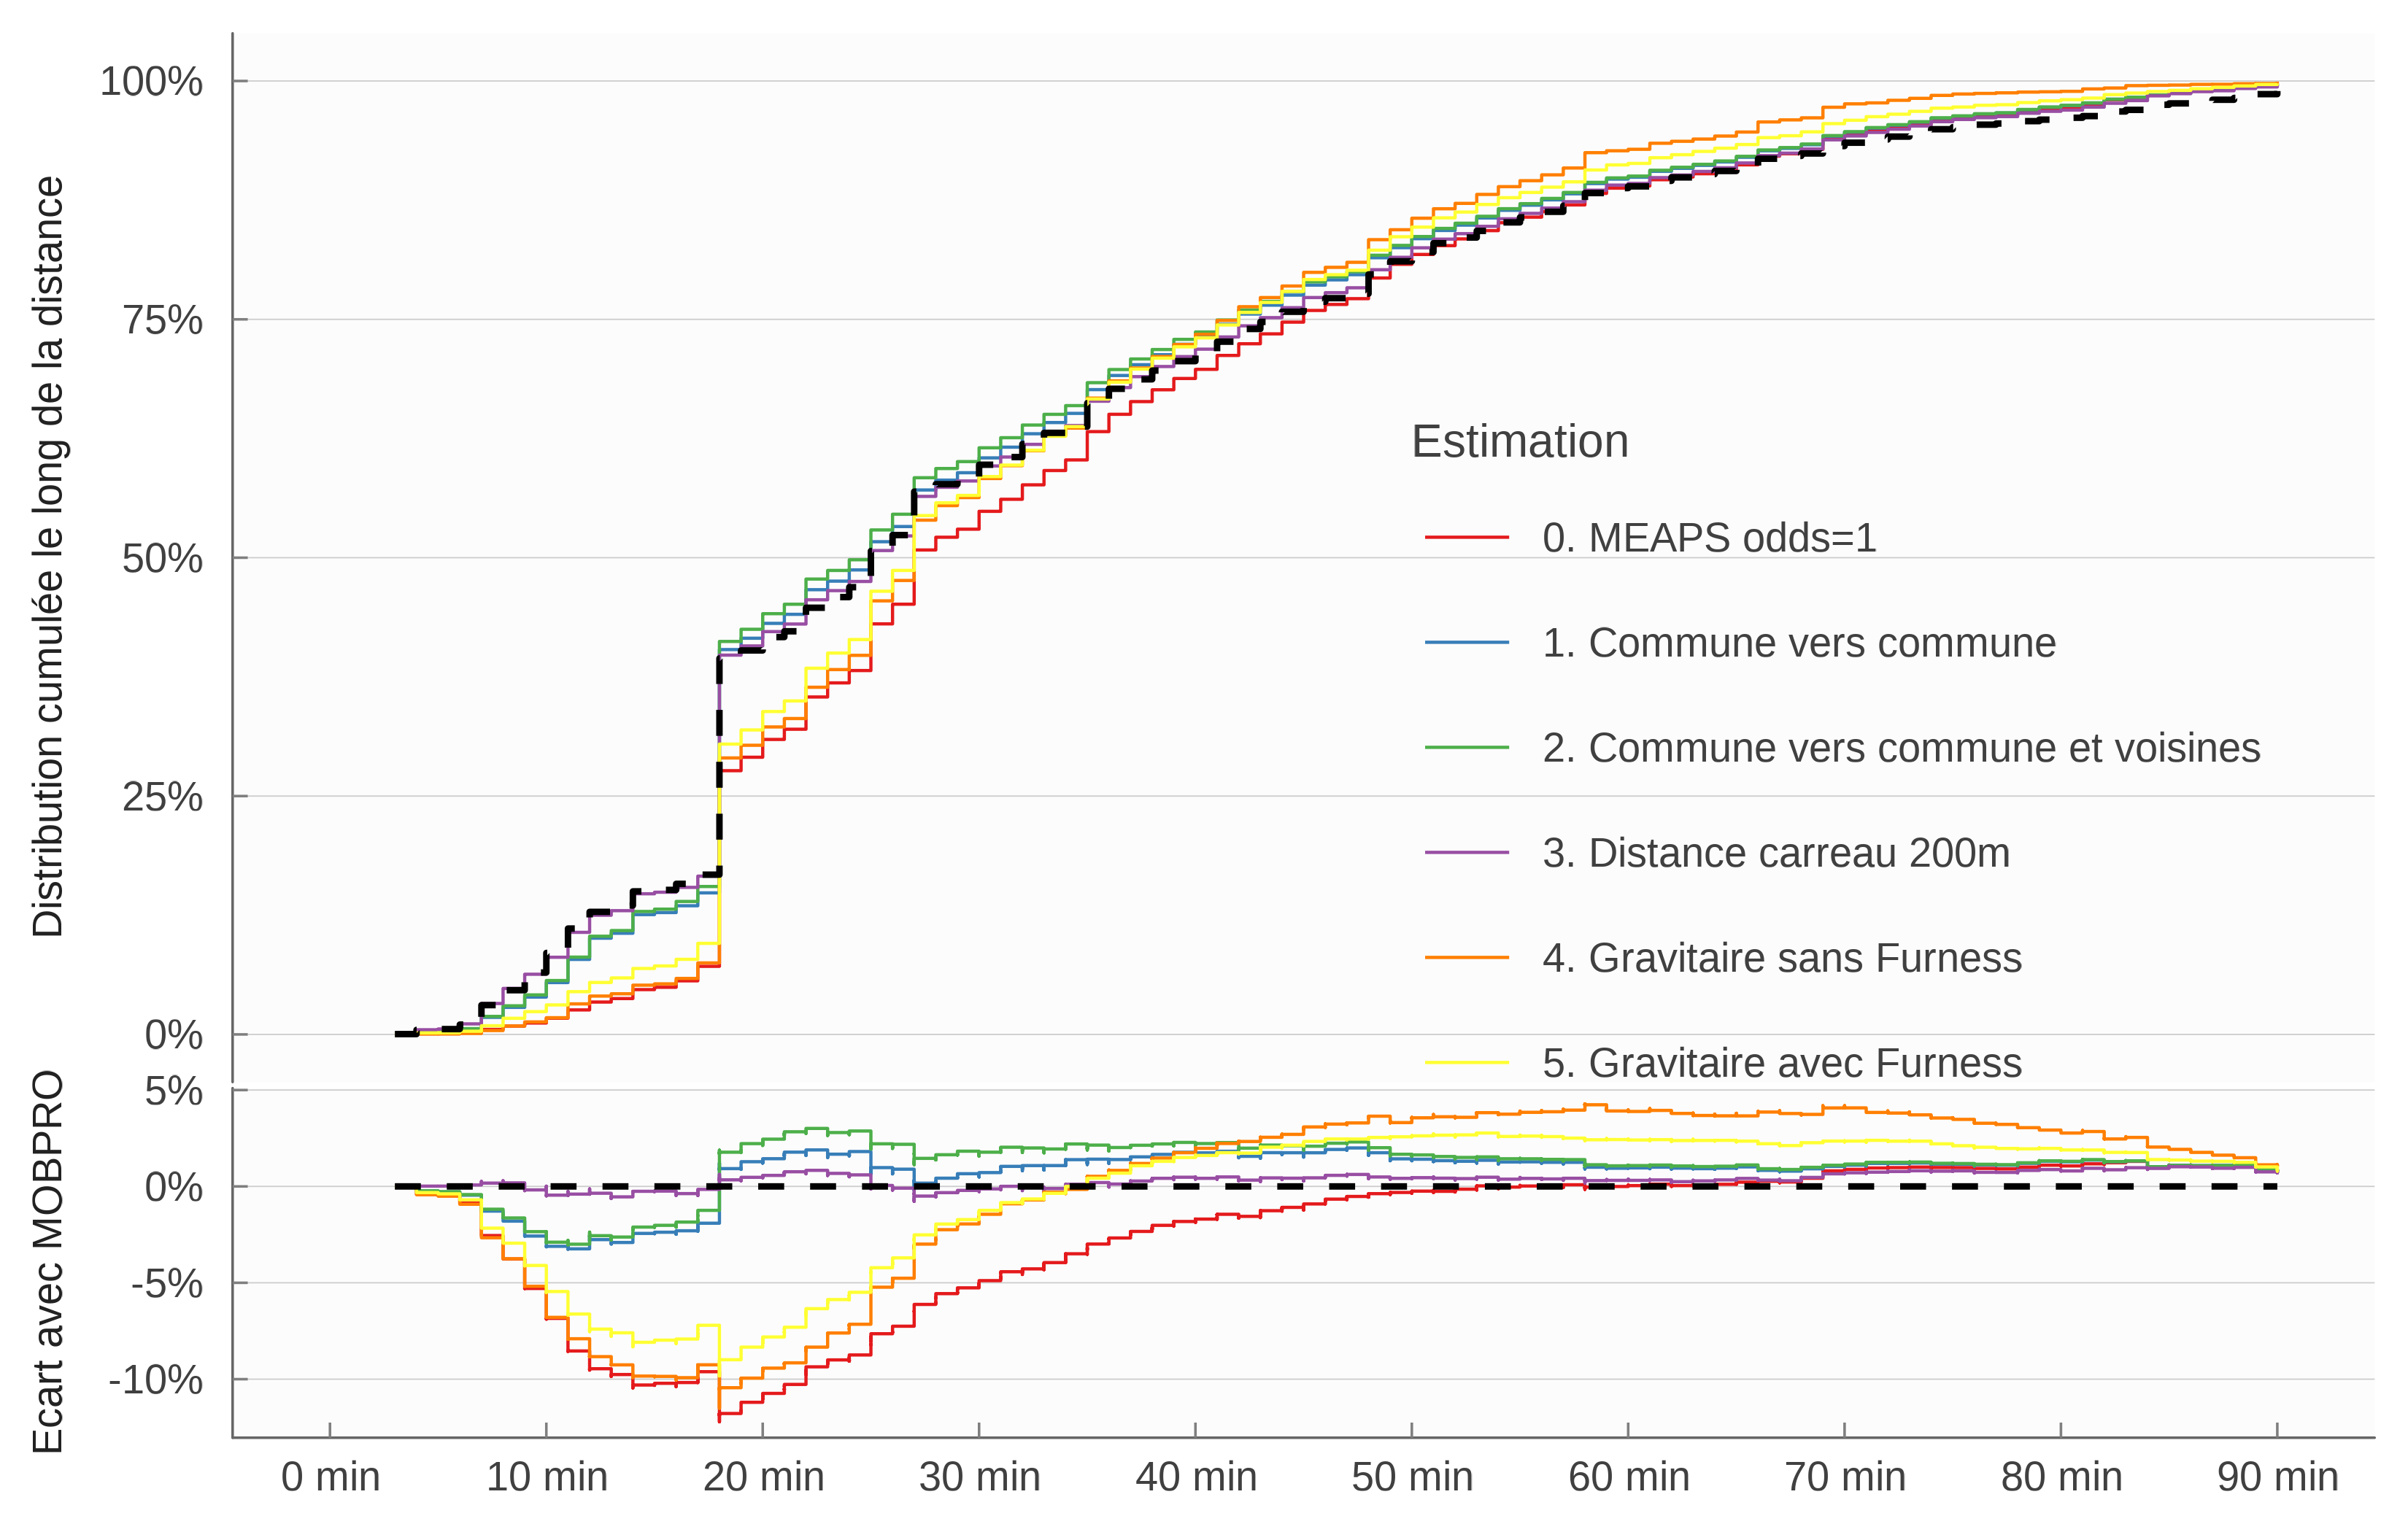 Distribution cumulée le long de la distance
100%
75%
50%
25%
0%
Estimation
0. MEAPS odds=1
1. Commune vers commune
2. Commune vers commune et voisines
3. Distance carreau 200m
4. Gravitaire sans Furness
5. Gravitaire avec Furness
Ecart avec MOBPRO
5%
0%
-5%
-10%
0 min 10 min 20 min 30 min 40 min 50 min 60 min 70 min 80 min 90 min